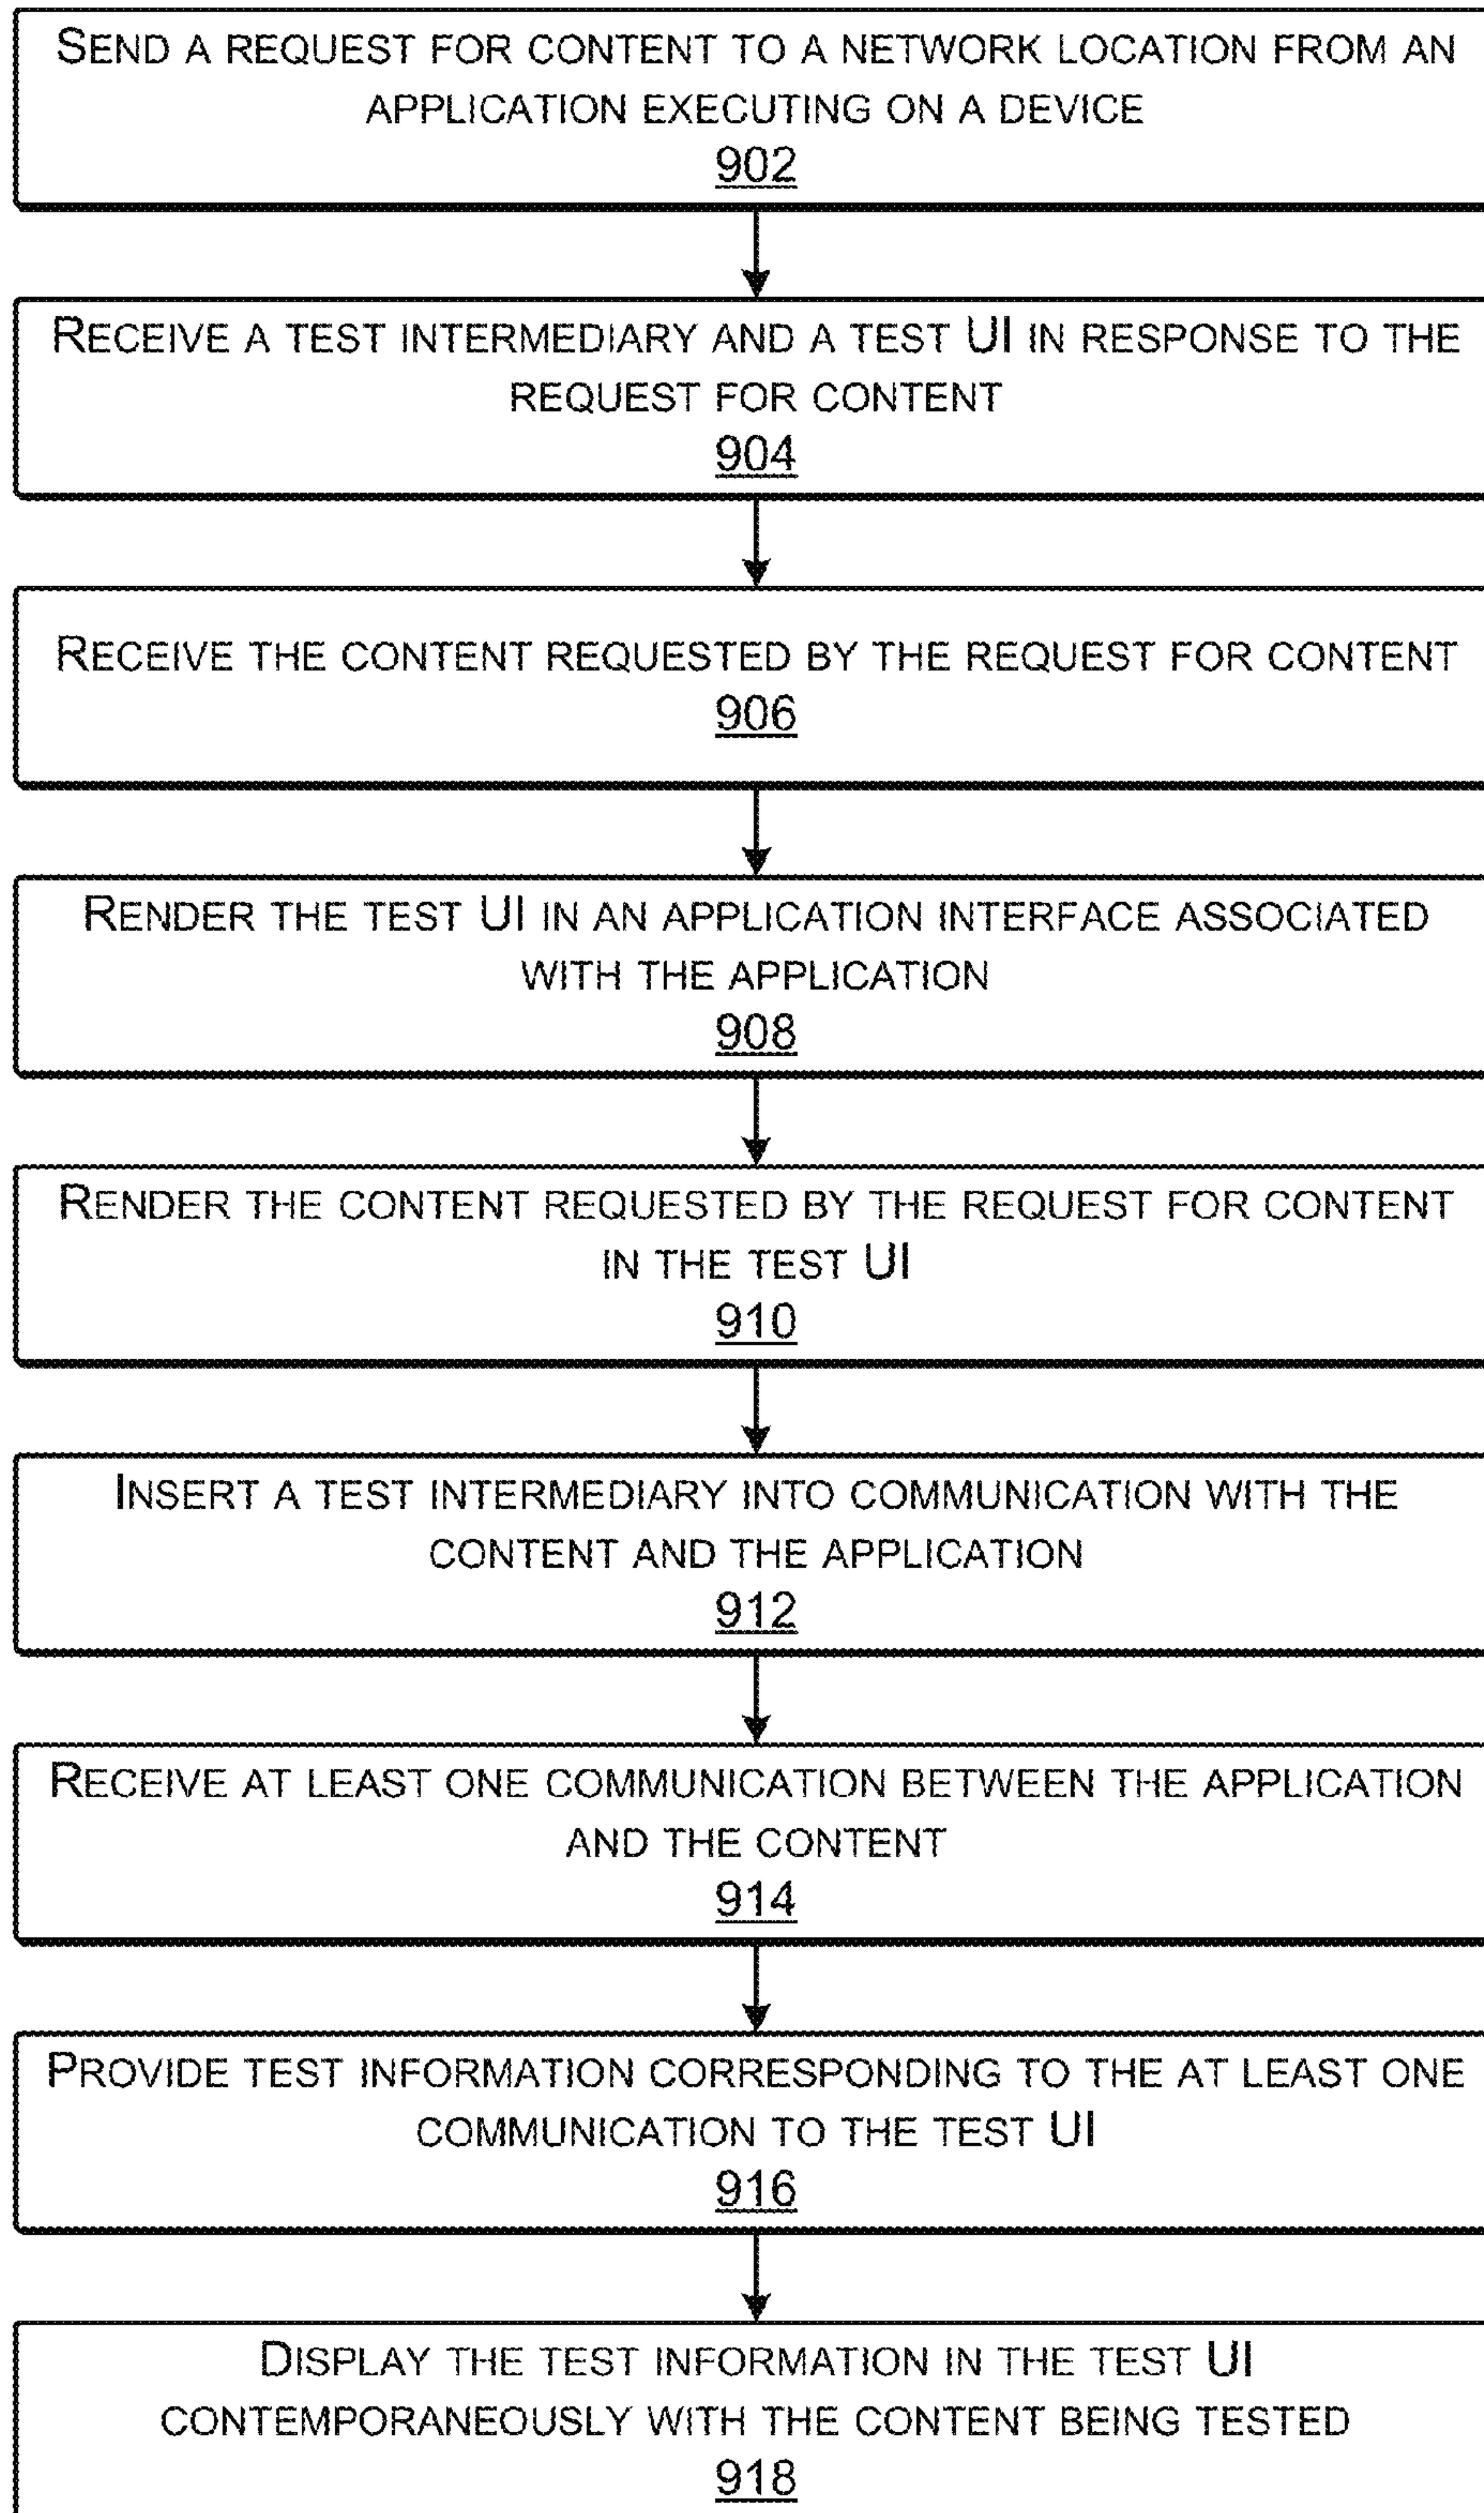 SEND A REQUEST FOR CONTENT TO A NETWORK LOCATION FROM AN
APPLICATION EXECUTING ON A DEVICE
902
RECEIVE A TEST INTERMEDIARY AND A TEST UI IN RESPONSE TO THE
REQUEST FOR CONTENT
904
RECEIVE THE CONTENT REQUESTED BY THE REQUEST FOR CONTENT
906
RENDER THE TEST UI IN AN APPLICATION INTERFACE ASSOCIATED
WITH THE APPLICATION
908
RENDER THE CONTENT REQUESTED BY THE REQUEST FOR CONTENT
IN THE TEST UI
910
INSERT A TEST INTERMEDIARY INTO COMMUNICATION WITH THE
CONTENT AND THE APPLICATION
912
RECEIVE AT LEAST ONE COMMUNICATION BETWEEN THE APPLICATION
AND THE CONTENT
914
PROVIDE TEST INFORMATION CORRESPONDING TO THE AT LEAST ONE
COMMUNICATION TO THE TEST UI
916
DISPLAY THE TEST INFORMATION IN THE TEST UI
CONTEMPORANEOUSLY WITH THE CONTENT BEING TESTED
918